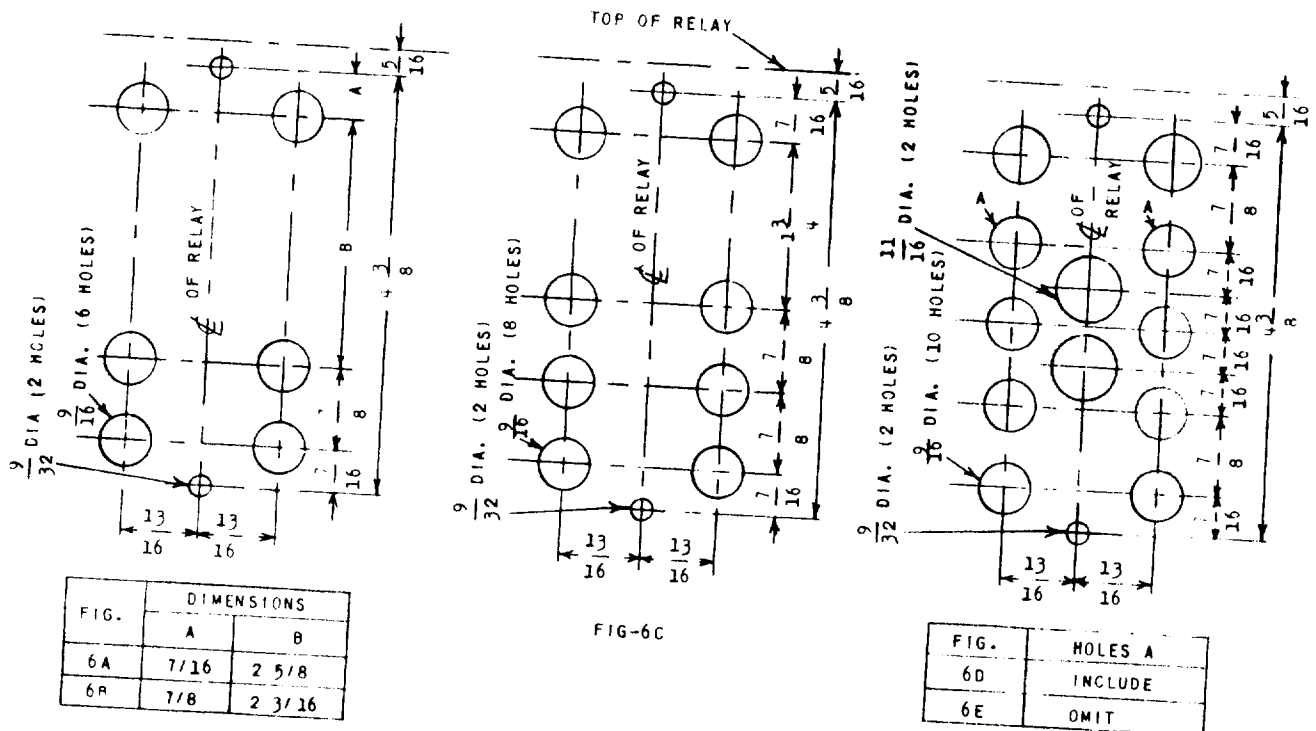 TOP OF RELAY
5/16
A
B
4 3/8
8
16
℄ OF RELAY
9/16 DIA. (6 HOLES)
9/32 DIA (2 HOLES)
13/16 13/16
FIG. DIMENSIONS
A B
6A 7/16 2 5/8
6B 7/8 2 3/16
5/16
7/16
1 3/4
4 3/8
7/8
7/8
7/16
℄ OF RELAY
9/16 DIA. (8 HOLES)
9/32 DIA. (2 HOLES)
13/16 13/16
FIG-6C
5/16
7/16
7/8
7/16
7/16
7/16
7/8
7/16
4 3/8
A A
℄ OF RELAY
11/16 DIA. (2 HOLES)
9/16 DIA. (10 HOLES)
9/32 DIA. (2 HOLES)
13/16 13/16
FIG. HOLES A
6D INCLUDE
6E OMIT